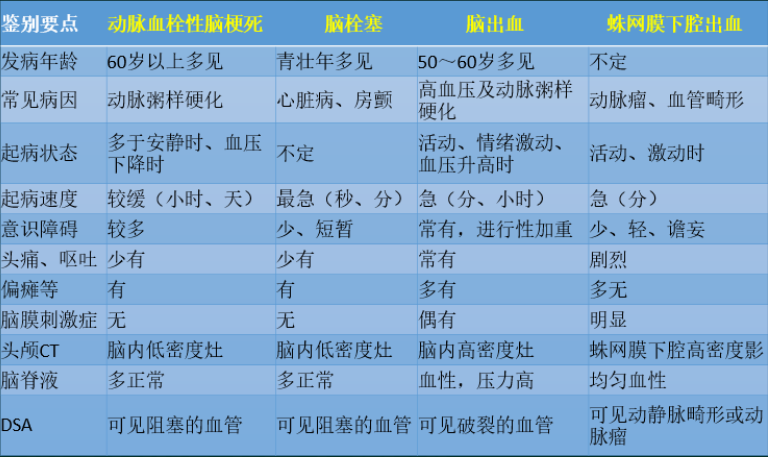 鉴别要点 动脉血栓性脑梗死 脑栓塞 脑出血 蛛网膜下腔出血
发病年龄 60岁以上多见 青壮年多见 50～60岁多见 不定
常见病因 动脉粥样硬化 心脏病、房颤 高血压及动脉粥样硬化 动脉瘤、血管畸形
起病状态 多于安静时、血压下降时 不定 活动、情绪激动、血压升高时 活动、激动时
起病速度 较缓（小时、天） 最急（秒、分） 急（分、小时） 急（分）
意识障碍 较多 少、短暂 常有，进行性加重 少、轻、谵妄
头痛、呕吐 少有 少有 常有 剧烈
偏瘫等 有 有 多有 多无
脑膜刺激症 无 无 偶有 明显
头颅CT 脑内低密度灶 脑内低密度灶 脑内高密度灶 蛛网膜下腔高密度影
脑脊液 多正常 多正常 血性，压力高 均匀血性
DSA 可见阻塞的血管 可见阻塞的血管 可见破裂的血管 可见动静脉畸形或动脉瘤